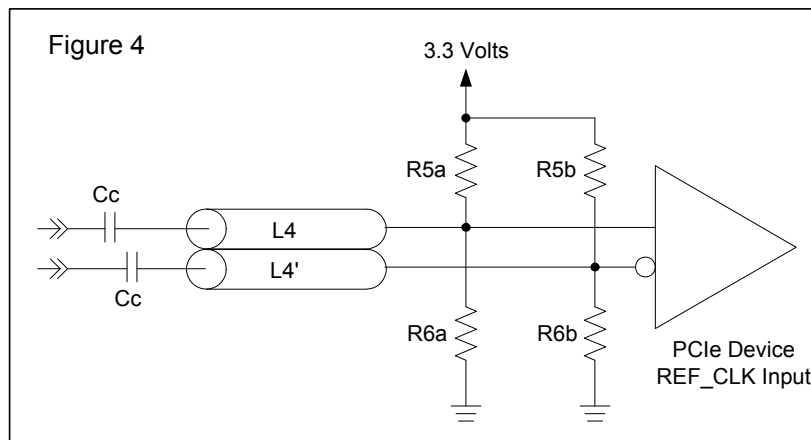 Figure 4
3.3 Volts
R5a
R5b
Cc
L4
L4'
Cc
R6a
R6b
PCIe Device
REF_CLK Input